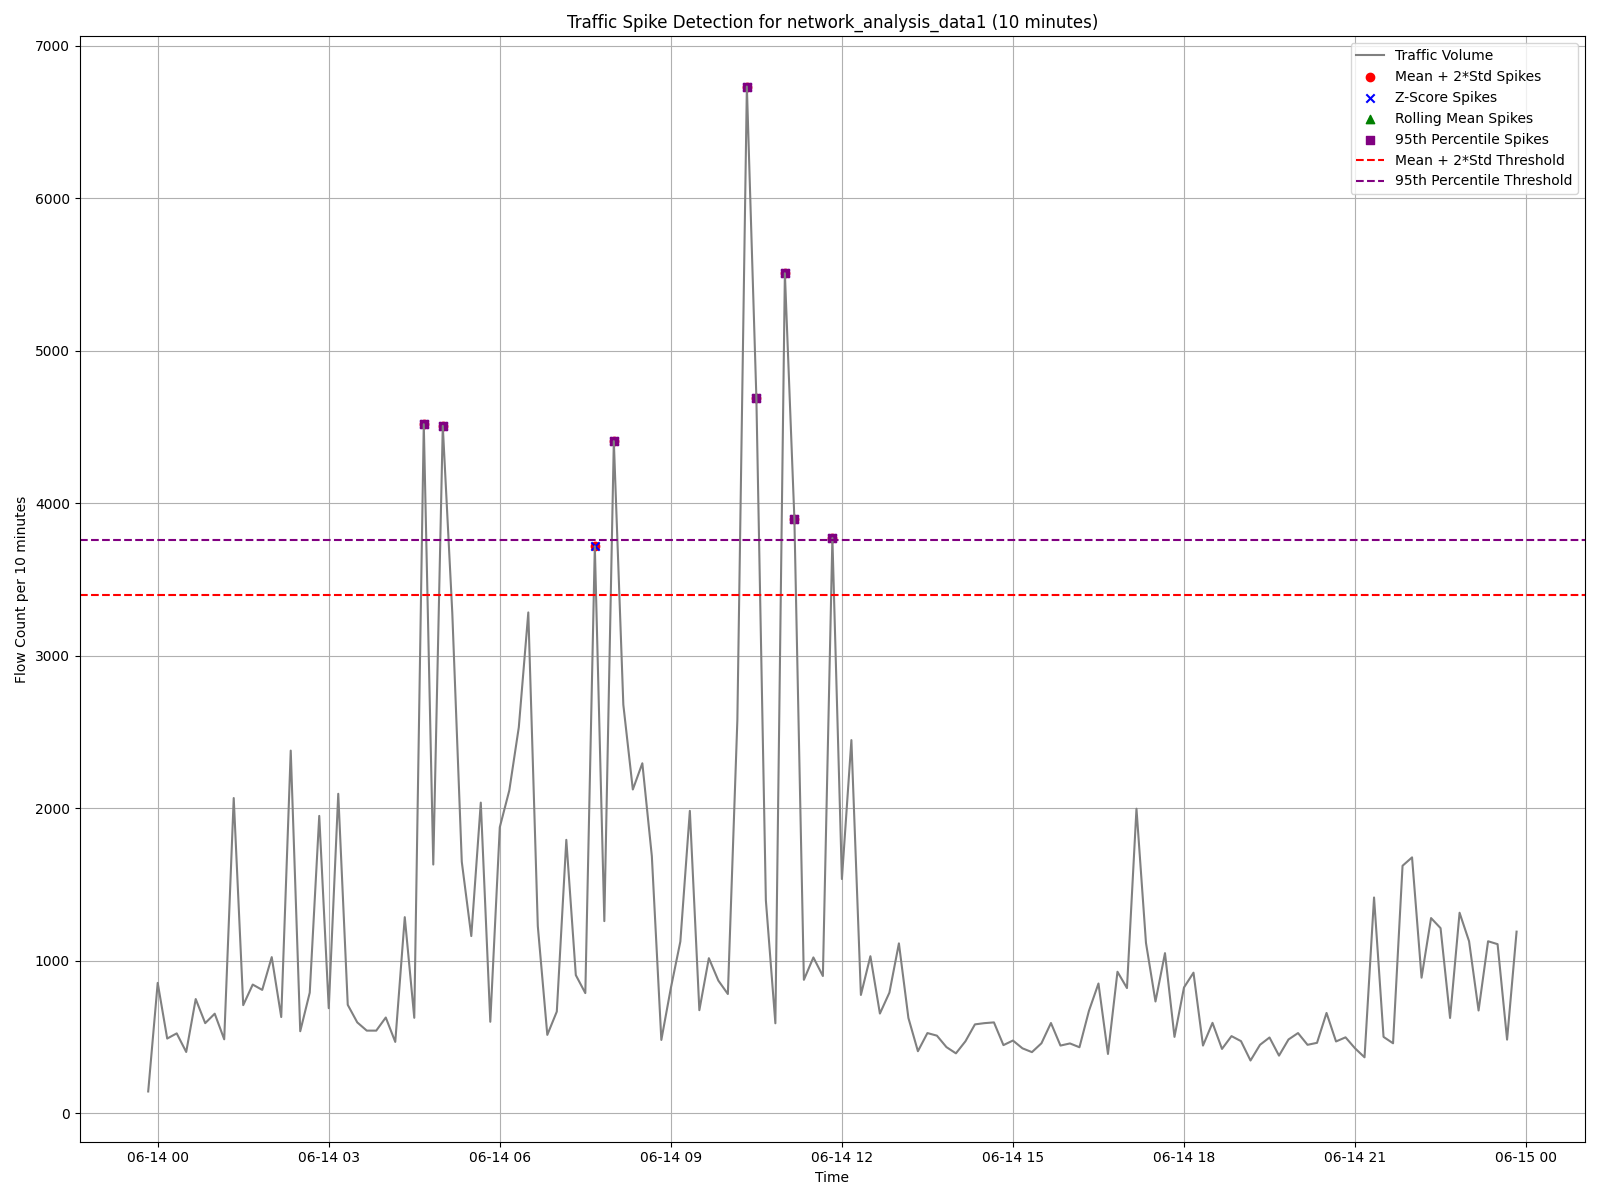 Traffic Spike Detection for network_analysis_data1 (10 minutes)
7000
6000
5000
4000
3000
2000
1000
0
Flow Count per 10 minutes
Traffic Volume
Mean + 2*Std Spikes
Z-Score Spikes
Rolling Mean Spikes
95th Percentile Spikes
Mean + 2*Std Threshold
95th Percentile Threshold
06-14 00 06-14 03 06-14 06 06-14 09 06-14 12 06-14 15 06-14 18 06-14 21 06-15 00
Time